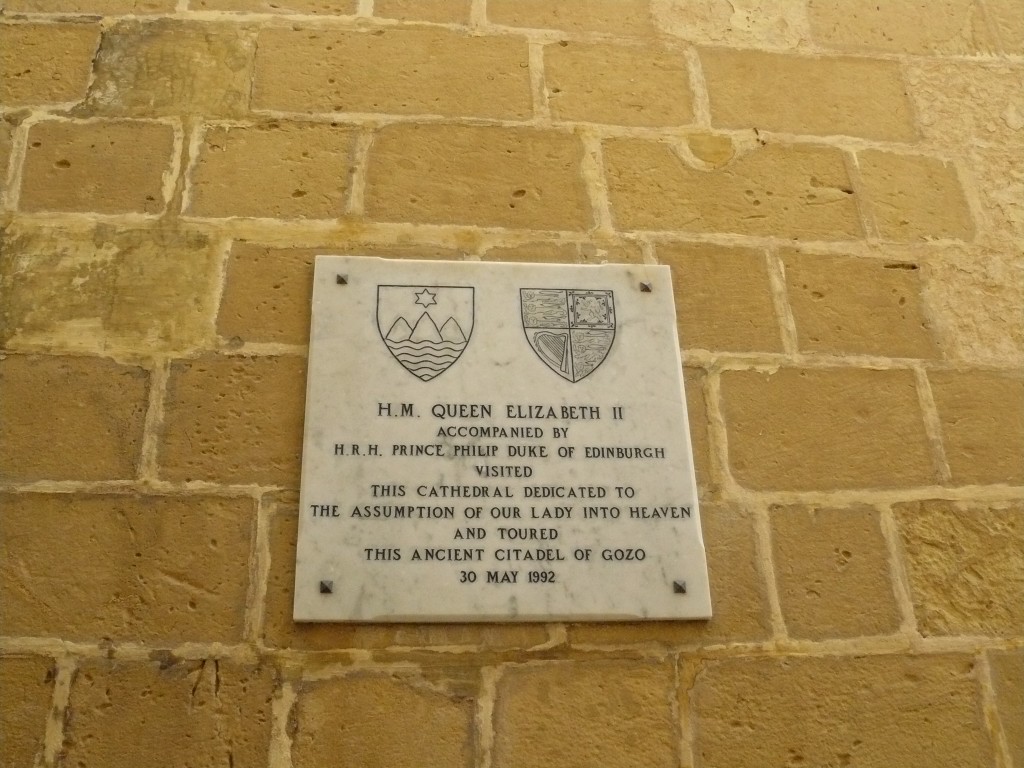 H.M. QUEEN ELIZABETH II
ACCOMPANIED BY
H.R.H. PRINCE PHILIP DUKE OF EDINBURGH
VISITED
THIS CATHEDRAL DEDICATED TO
THE ASSUMPTION OF OUR LADY INTO HEAVEN
AND TOURED
THIS ANCIENT CITADEL OF GOZO
30 MAY 1992